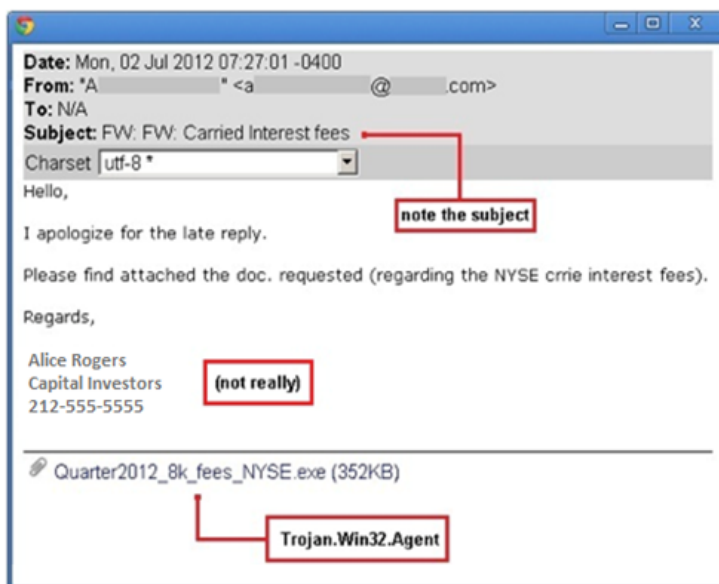 Date: Mon, 02 Jul 2012 07:27:01 -0400
From: "A " <a @ .com>
To: N/A
Subject: FW: FW: Carried Interest fees
Charset utf-8 *
Hello,
note the subject
I apologize for the late reply.
Please find attached the doc. requested (regarding the NYSE crrie interest fees).
Regards,
Alice Rogers
Capital Investors
212-555-5555
(not really)
Quarter2012_8k_fees_NYSE.exe (352KB)
Trojan.Win32.Agent